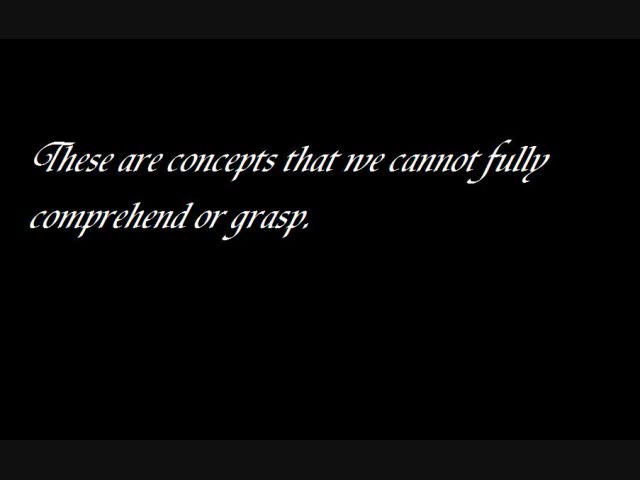 These are concepts that we cannot fully
comprehend or grasp.